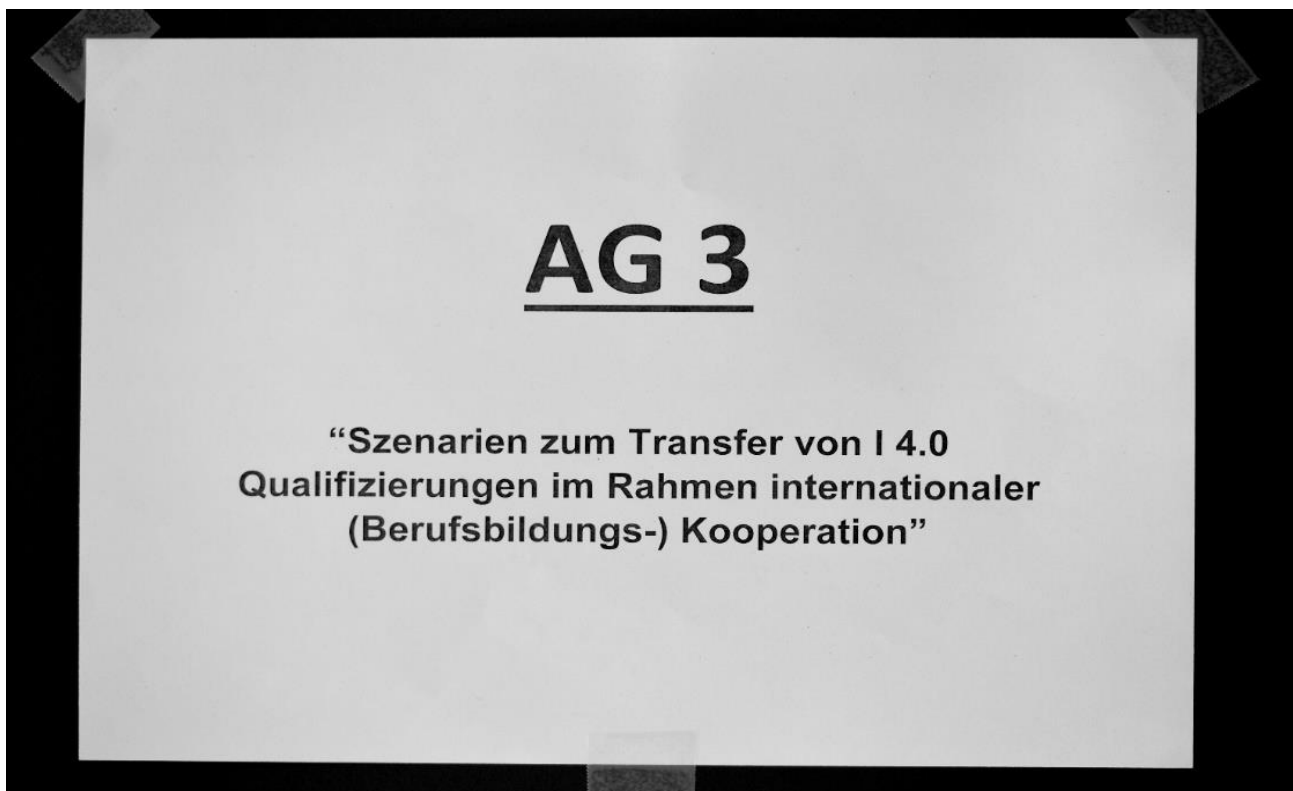 AG 3
“Szenarien zum Transfer von I 4.0
Qualifizierungen im Rahmen internationaler
(Berufsbildungs-) Kooperation”